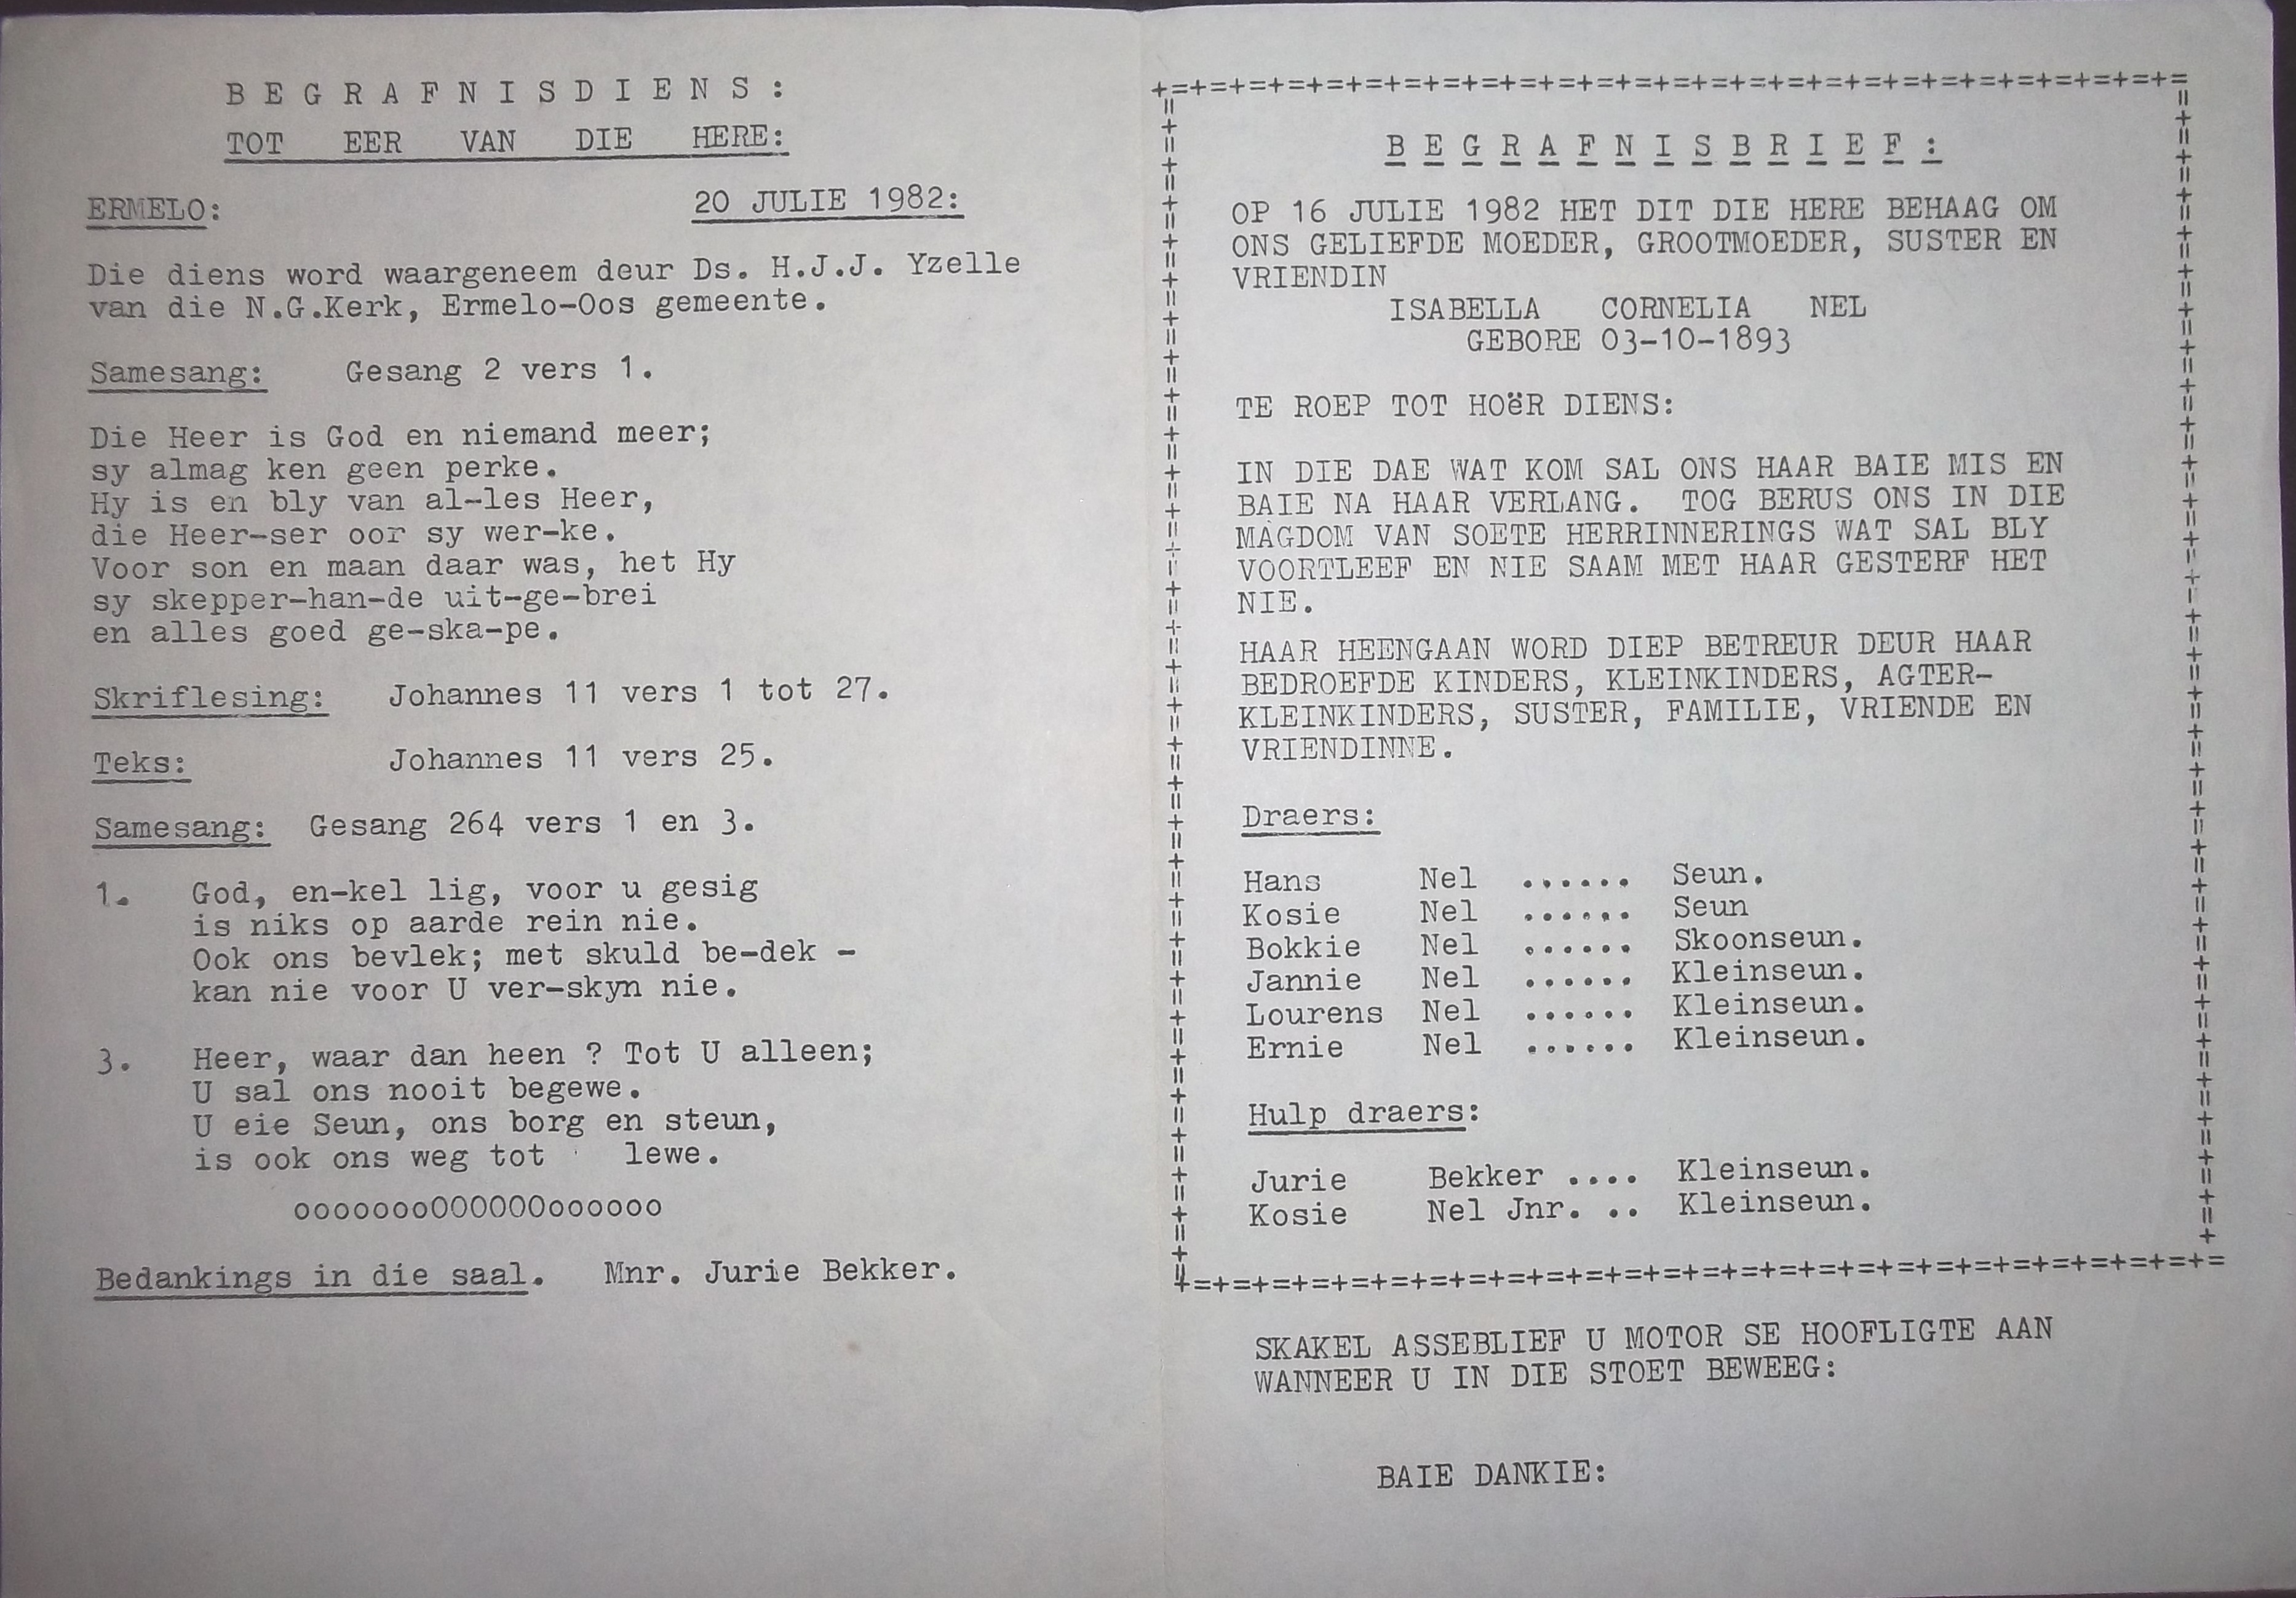 B E G R A F N I S D I E N S :
TOT EER VAN DIE HERE:
ERMELO: 20 JULIE 1982:
Die diens word waargeneem deur Ds. H.J.J. Yzelle
van die N.G.Kerk, Ermelo-Oos gemeente.
Samesang: Gesang 2 vers 1.
Die Heer is God en niemand meer;
sy almag ken geen perke.
Hy is en bly van al-les Heer,
die Heer-ser oor sy wer-ke.
Voor son en maan daar was, het Hy
sy skepper-han-de uit-ge-brei
en alles goed ge-ska-pe.
Skriflesing: Johannes 11 vers 1 tot 27.
Teks: Johannes 11 vers 25.
Samesang: Gesang 264 vers 1 en 3.
1. God, en-kel lig, voor u gesig
is niks op aarde rein nie.
Ook ons bevlek; met skuld be-dek -
kan nie voor U ver-skyn nie.
3. Heer, waar dan heen ? Tot U alleen;
U sal ons nooit begewe.
U eie Seun, ons borg en steun,
is ook ons weg tot lewe.
oooooooOOOOOOoooooo
Bedankings in die saal. Mnr. Jurie Bekker.
B E G R A F N I S B R I E F :
OP 16 JULIE 1982 HET DIT DIE HERE BEHAAG OM
ONS GELIEFDE MOEDER, GROOTMOEDER, SUSTER EN
VRIENDIN
ISABELLA CORNELIA NEL
GEBORE 03-10-1893
TE ROEP TOT HOëR DIENS:
IN DIE DAE WAT KOM SAL ONS HAAR BAIE MIS EN
BAIE NA HAAR VERLANG. TOG BERUS ONS IN DIE
MAGDOM VAN SOETE HERRINNERINGS WAT SAL BLY
VOORTLEEF EN NIE SAAM MET HAAR GESTERF HET
NIE.
HAAR HEENGAAN WORD DIEP BETREUR DEUR HAAR
BEDROEFDE KINDERS, KLEINKINDERS, AGTER-
KLEINKINDERS, SUSTER, FAMILIE, VRIENDE EN
VRIENDINNE.
Draers:
Hans Nel ...... Seun.
Kosie Nel ...... Seun
Bokkie Nel ...... Skoonseun.
Jannie Nel ...... Kleinseun.
Lourens Nel ...... Kleinseun.
Ernie Nel ...... Kleinseun.
Hulp draers:
Jurie Bekker .... Kleinseun.
Kosie Nel Jnr. .. Kleinseun.
SKAKEL ASSEBLIEF U MOTOR SE HOOFLIGTE AAN
WANNEER U IN DIE STOET BEWEEG:
BAIE DANKIE: